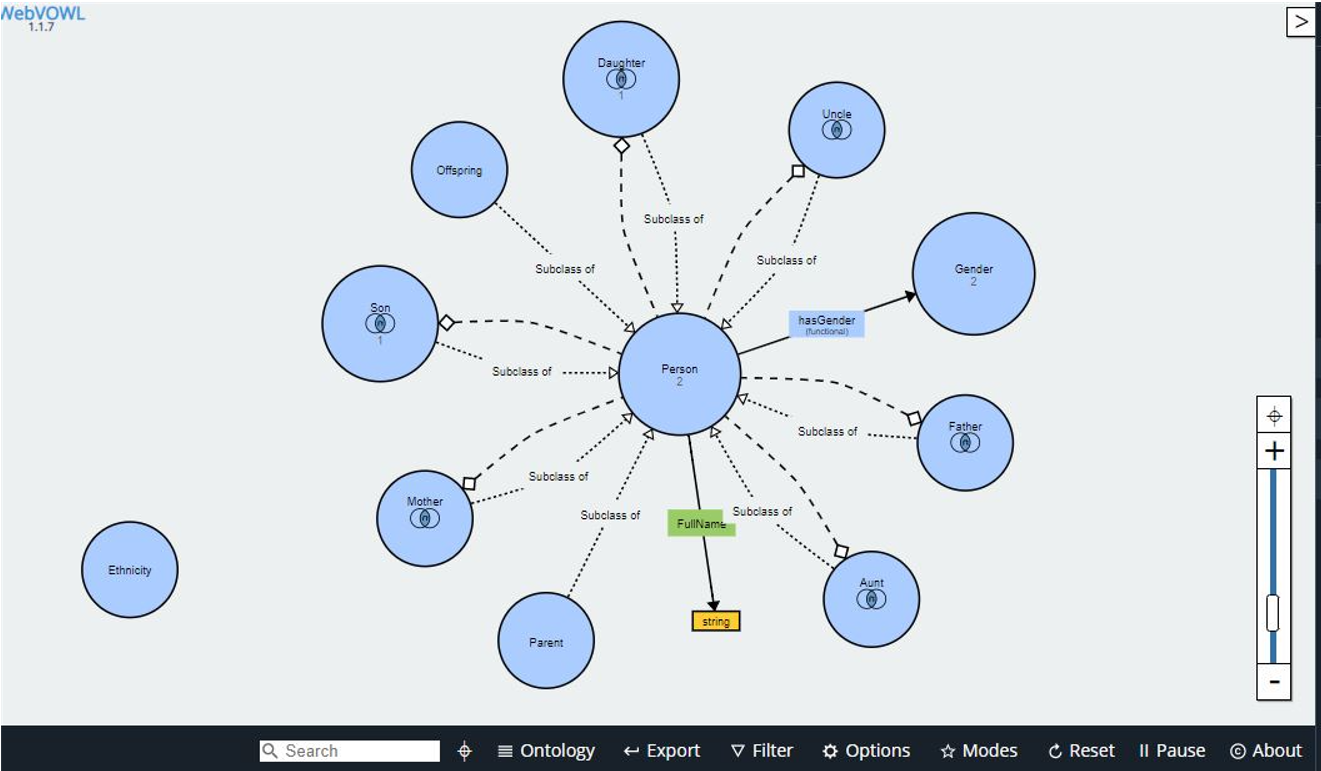 WebVOWL
1.1.7
>
Daughter
1
Uncle
Offspring
Subclass of
Subclass of
Subclass of
Gender
2
Son
1
hasGender
(functional)
Subclass of
Person
2
Father
Subclass of
Mother
Subclass of
Subclass of
FullName
Subclass of
Ethnicity
Aunt
Parent
string
+
-
Search
Ontology
Export
Filter
Options
Modes
Reset
Pause
© About